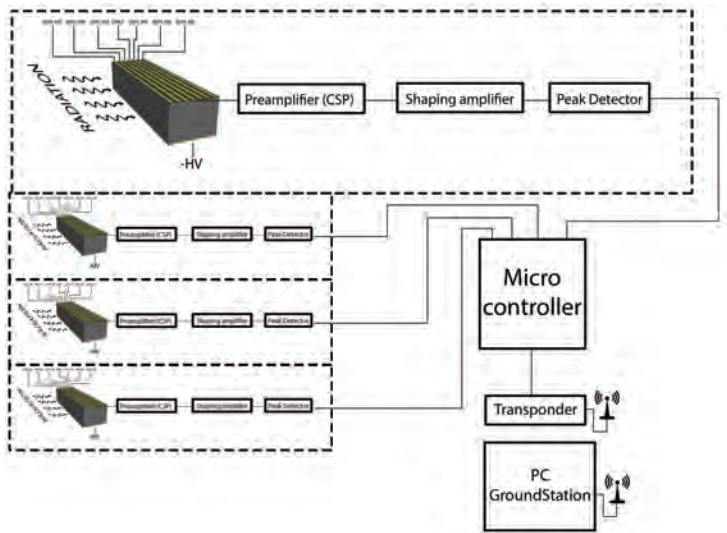 RADIATION
-HV
Preamplifier (CSP)
Shaping amplifier
Peak Detector
-HV
Preamplifier (CSP)
Shaping amplifier
Peak Detector
Preamplifier (CSP)
Shaping amplifier
Peak Detector
Preamplifier (CSP)
Shaping amplifier
Peak Detector
Micro
controller
Transponder
PC
GroundStation